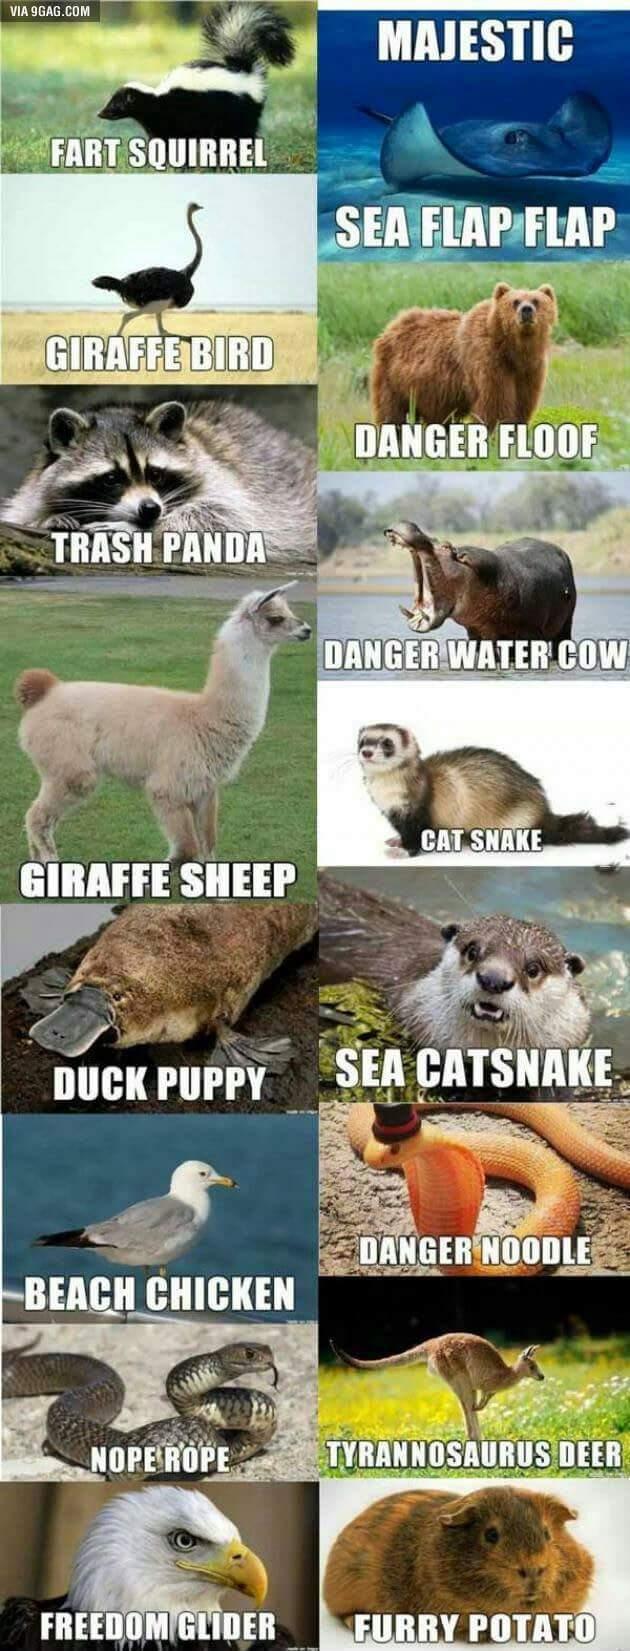 VIA 9GAG.COM
FART SQUIRREL
GIRAFFE BIRD
TRASH PANDA
GIRAFFE SHEEP
DUCK PUPPY
BEACH CHICKEN
NOPE ROPE
FREEDOM GLIDER
MAJESTIC
SEA FLAP FLAP
DANGER FLOOF
DANGER WATER COW
CAT SNAKE
SEA CATSNAKE
DANGER NOODLE
TYRANNOSAURUS DEER
FURRY POTATO